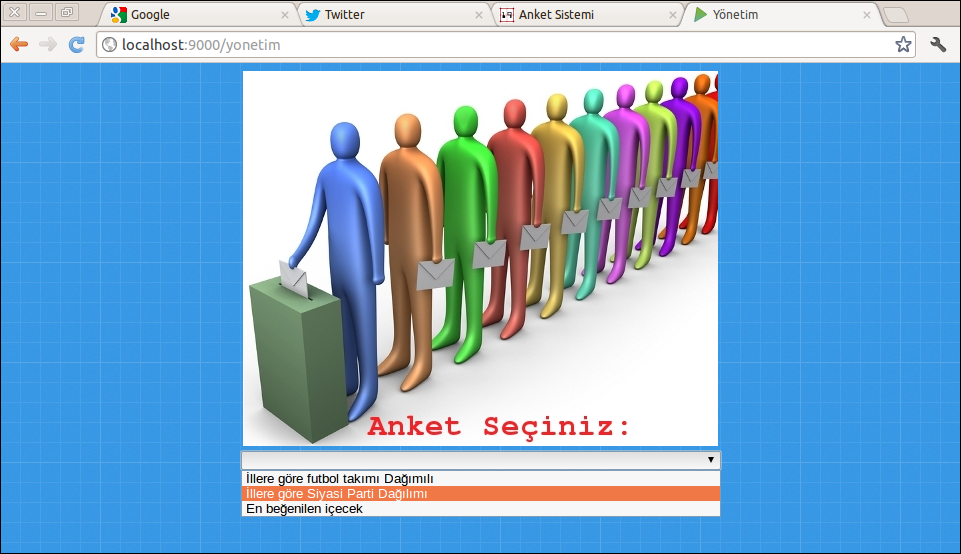 Google
Twitter
Anket Sistemi
Yönetim
localhost:9000/yonetim
Anket Seçiniz:
İllere göre futbol takımı Dağımılı
İllere göre Siyasi Parti Dağılımı
En beğenilen içecek